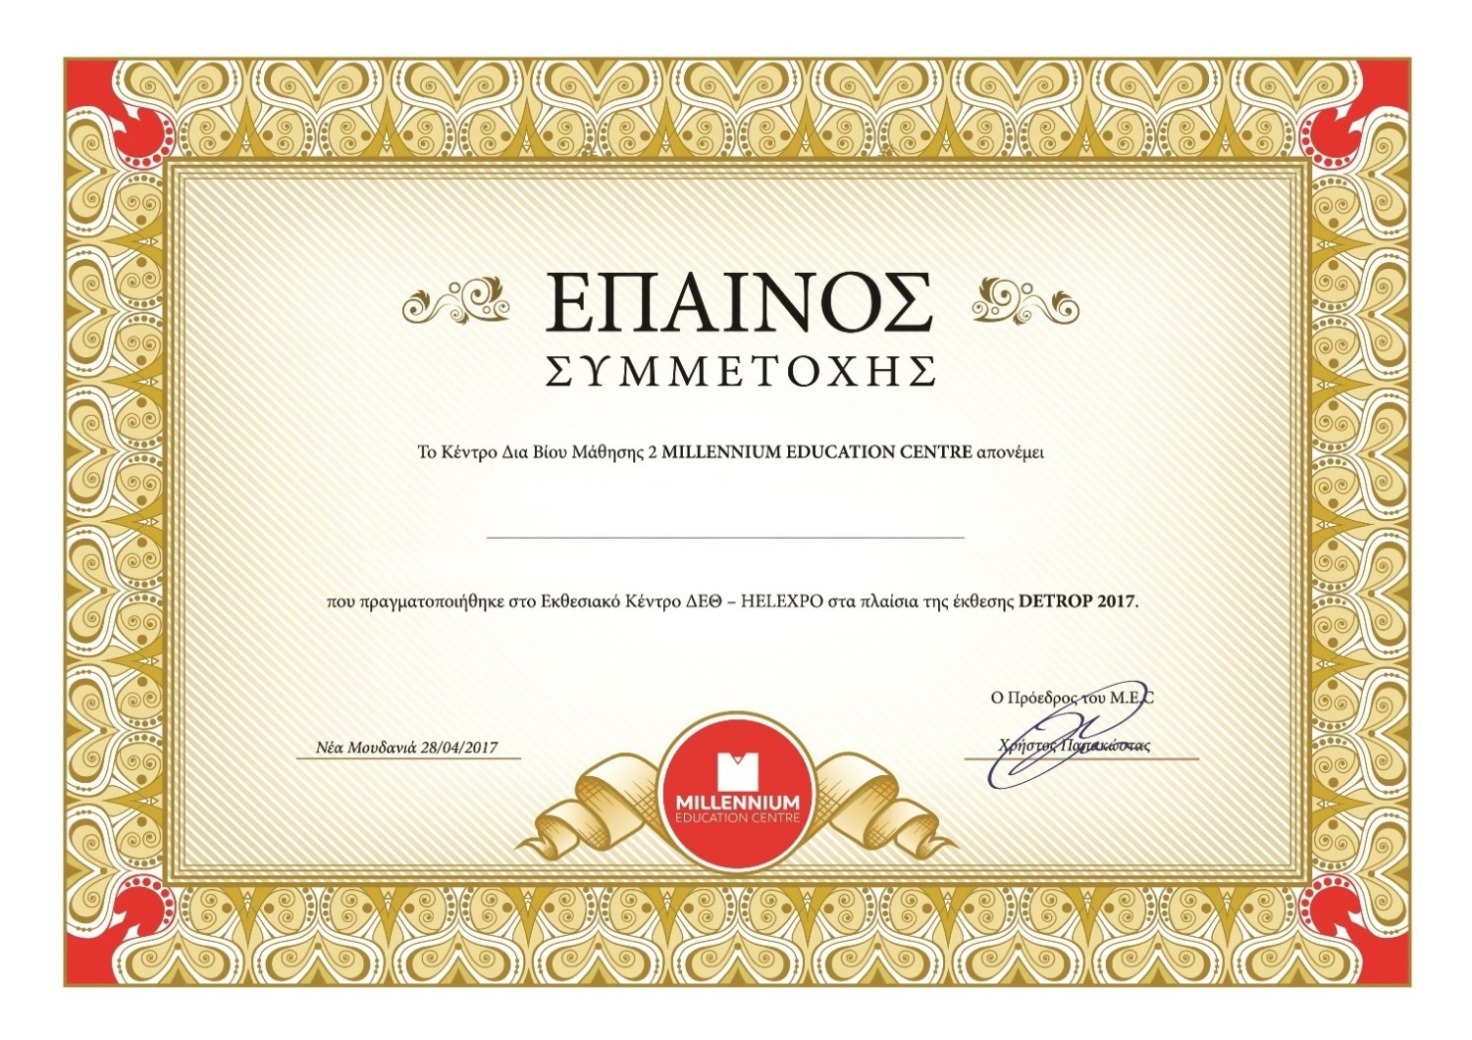 ΕΠΑΙΝΟΣ
ΣΥΜΜΕΤΟΧΗΣ
Το Κέντρο Δια Βίου Μάθησης 2 MILLENNIUM EDUCATION CENTRE απονέμει
που πραγματοποιήθηκε στο Εκθεσιακό Κέντρο ΔΕΘ – HELEXPO στα πλαίσια της έκθεσης DETROP 2017.
Ο Πρόεδρος του M.E.C
Νέα Μουδανιά 28/04/2017
Χρήστος Παπακώστας
MILLENNIUM
EDUCATION CENTRE